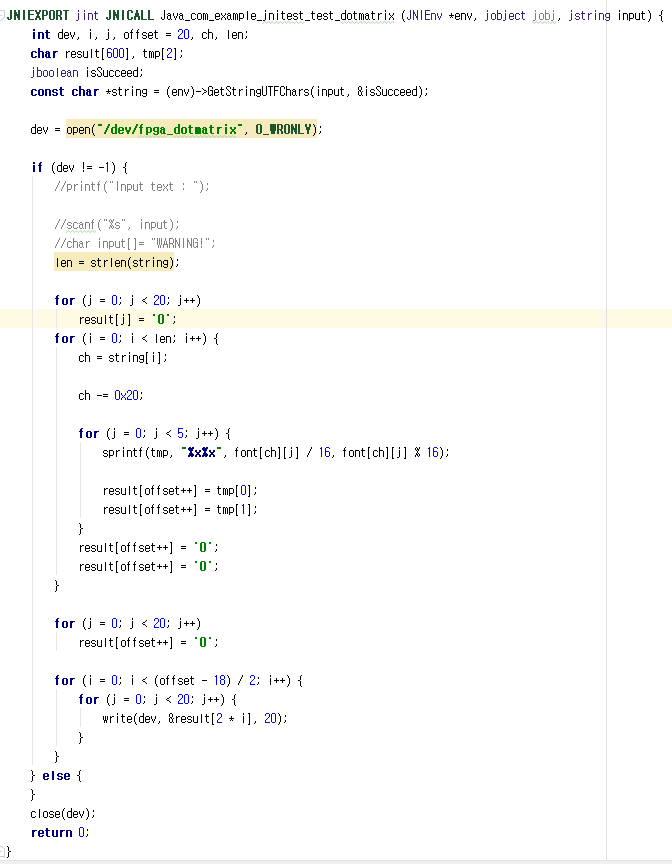 JNIEXPORT jint JNICALL Java_com_example_jnitest_test_dotmatrix (JNIEnv *env, jobject jobj, jstring input) {
int dev, i, j, offset = 20, ch, len;
char result[600], tmp[2];
jboolean isSucceed;
const char *string = (env)->GetStringUTFChars(input, &isSucceed);
dev = open("/dev/fpga_dotmatrix", O_WRONLY);
if (dev != -1) {
//printf("Input text : ");
//scanf("%s", input);
//char input[]= "WARNING!";
len = strlen(string);
for (j = 0; j < 20; j++)
result[j] = '0';
for (i = 0; i < len; i++) {
ch = string[i];
ch -= 0x20;
for (j = 0; j < 5; j++) {
sprintf(tmp, "%x%x", font[ch][j] / 16, font[ch][j] % 16);
result[offset++] = tmp[0];
result[offset++] = tmp[1];
}
result[offset++] = '0';
result[offset++] = '0';
}
for (j = 0; j < 20; j++)
result[offset++] = '0';
for (i = 0; i < (offset - 18) / 2; i++) {
for (j = 0; j < 20; j++) {
write(dev, &result[2 * i], 20);
}
}
} else {
}
close(dev);
return 0;
}